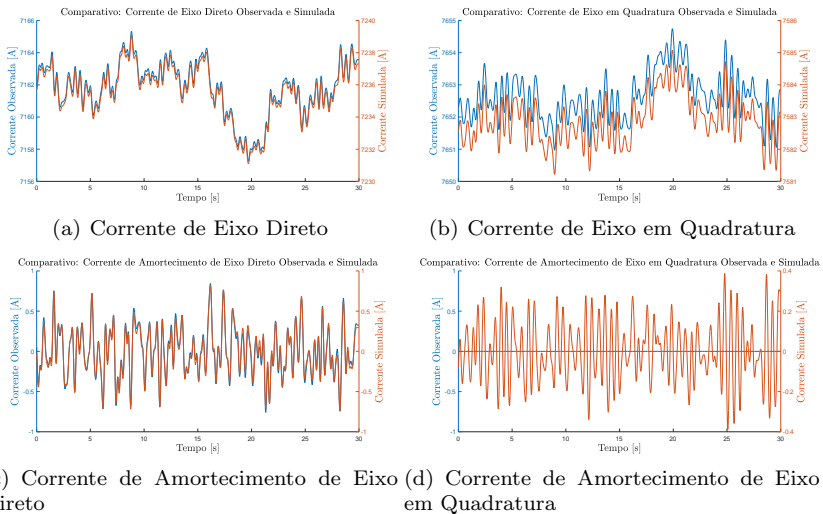 Comparativo: Corrente de Eixo Direto Observada e Simulada
7166
7164
7162
7160
7158
7156
Corrente Observada [A]
7240
7238
7236
7234
7232
7230
Corrente Simulada [A]
0 5 10 15 20 25 30
Tempo [s]
(a) Corrente de Eixo Direto
Comparativo: Corrente de Eixo em Quadratura Observada e Simulada
7655
7654
7653
7652
7651
7650
Corrente Observada [A]
7586
7585
7584
7583
7582
7581
Corrente Simulada [A]
0 5 10 15 20 25 30
Tempo [s]
(b) Corrente de Eixo em Quadratura
Comparativo: Corrente de Amortecimento de Eixo Direto Observada e Simulada
1
0.5
0
-0.5
-1
Corrente Observada [A]
1
0.5
0
-0.5
-1
Corrente Simulada [A]
0 5 10 15 20 25 30
Tempo [s]
) Corrente de Amortecimento de Eixo
ireto
Comparativo: Corrente de Amortecimento de Eixo em Quadratura Observada e Simulada
1
0.5
0
-0.5
-1
Corrente Observada [A]
0.4
0.2
0
-0.2
-0.4
Corrente Simulada [A]
0 5 10 15 20 25 30
Tempo [s]
(d) Corrente de Amortecimento de Eixo
em Quadratura